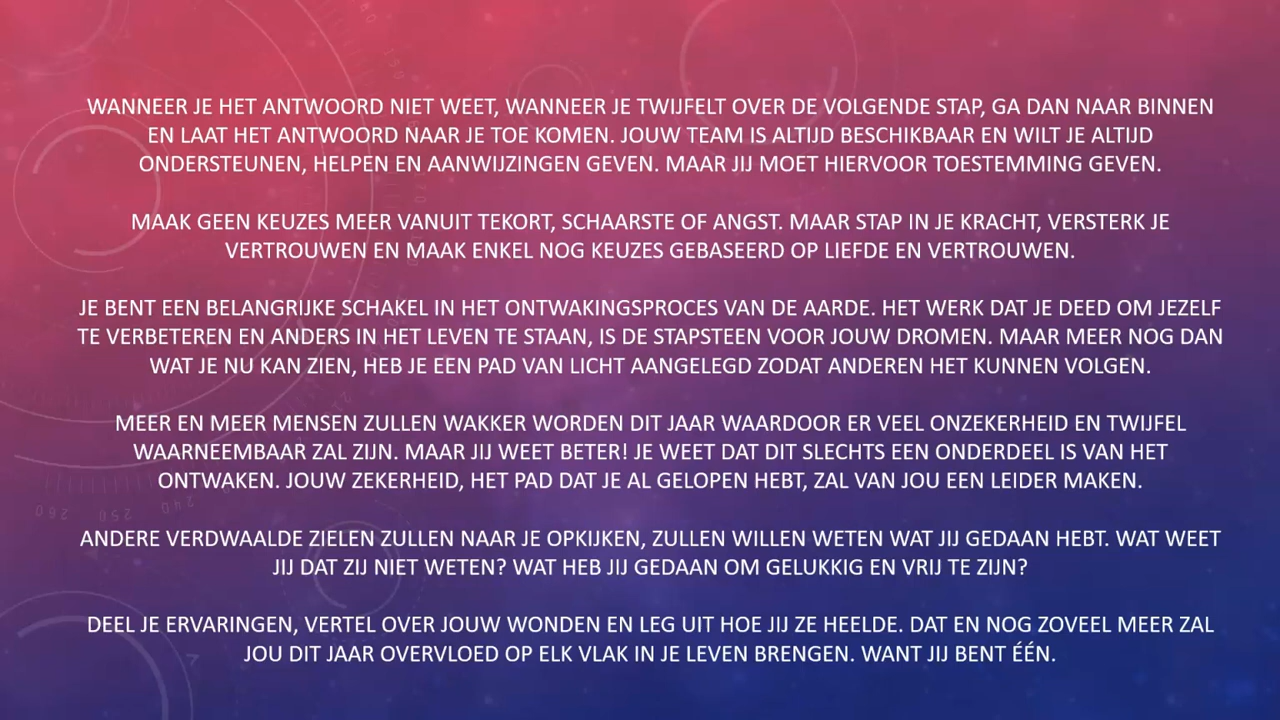 WANNEER JE HET ANTWOORD NIET WEET, WANNEER JE TWIJFELT OVER DE VOLGENDE STAP, GA DAN NAAR BINNEN
EN LAAT HET ANTWOORD NAAR JE TOE KOMEN. JOUW TEAM IS ALTIJD BESCHIKBAAR EN WILT JE ALTIJD
ONDERSTEUNEN, HELPEN EN AANWIJZINGEN GEVEN. MAAR JIJ MOET HIERVOOR TOESTEMMING GEVEN.
MAAK GEEN KEUZES MEER VANUIT TEKORT, SCHAARSTE OF ANGST. MAAR STAP IN JE KRACHT, VERSTERK JE
VERTROUWEN EN MAAK ENKEL NOG KEUZES GEBASEERD OP LIEFDE EN VERTROUWEN.
JE BENT EEN BELANGRIJKE SCHAKEL IN HET ONTWAKINGSPROCES VAN DE AARDE. HET WERK DAT JE DEED OM JEZELF
TE VERBETEREN EN ANDERS IN HET LEVEN TE STAAN, IS DE STAPSTEEN VOOR JOUW DROMEN. MAAR MEER NOG DAN
WAT JE NU KAN ZIEN, HEB JE EEN PAD VAN LICHT AANGELEGD ZODAT ANDEREN HET KUNNEN VOLGEN.
MEER EN MEER MENSEN ZULLEN WAKKER WORDEN DIT JAAR WAARDOOR ER VEEL ONZEKERHEID EN TWIJFEL
WAARNEEMBAAR ZAL ZIJN. MAAR JIJ WEET BETER! JE WEET DAT DIT SLECHTS EEN ONDERDEEL IS VAN HET
ONTWAKEN. JOUW ZEKERHEID, HET PAD DAT JE AL GELOPEN HEBT, ZAL VAN JOU EEN LEIDER MAKEN.
ANDERE VERDWAALDE ZIELEN ZULLEN NAAR JE OPKIJKEN, ZULLEN WILLEN WETEN WAT JIJ GEDAAN HEBT. WAT WEET
JIJ DAT ZIJ NIET WETEN? WAT HEB JIJ GEDAAN OM GELUKKIG EN VRIJ TE ZIJN?
DEEL JE ERVARINGEN, VERTEL OVER JOUW WONDEN EN LEG UIT HOE JIJ ZE HEELDE. DAT EN NOG ZOVEEL MEER ZAL
JOU DIT JAAR OVERVLOED OP ELK VLAK IN JE LEVEN BRENGEN. WANT JIJ BENT ÉÉN.
240
250
260